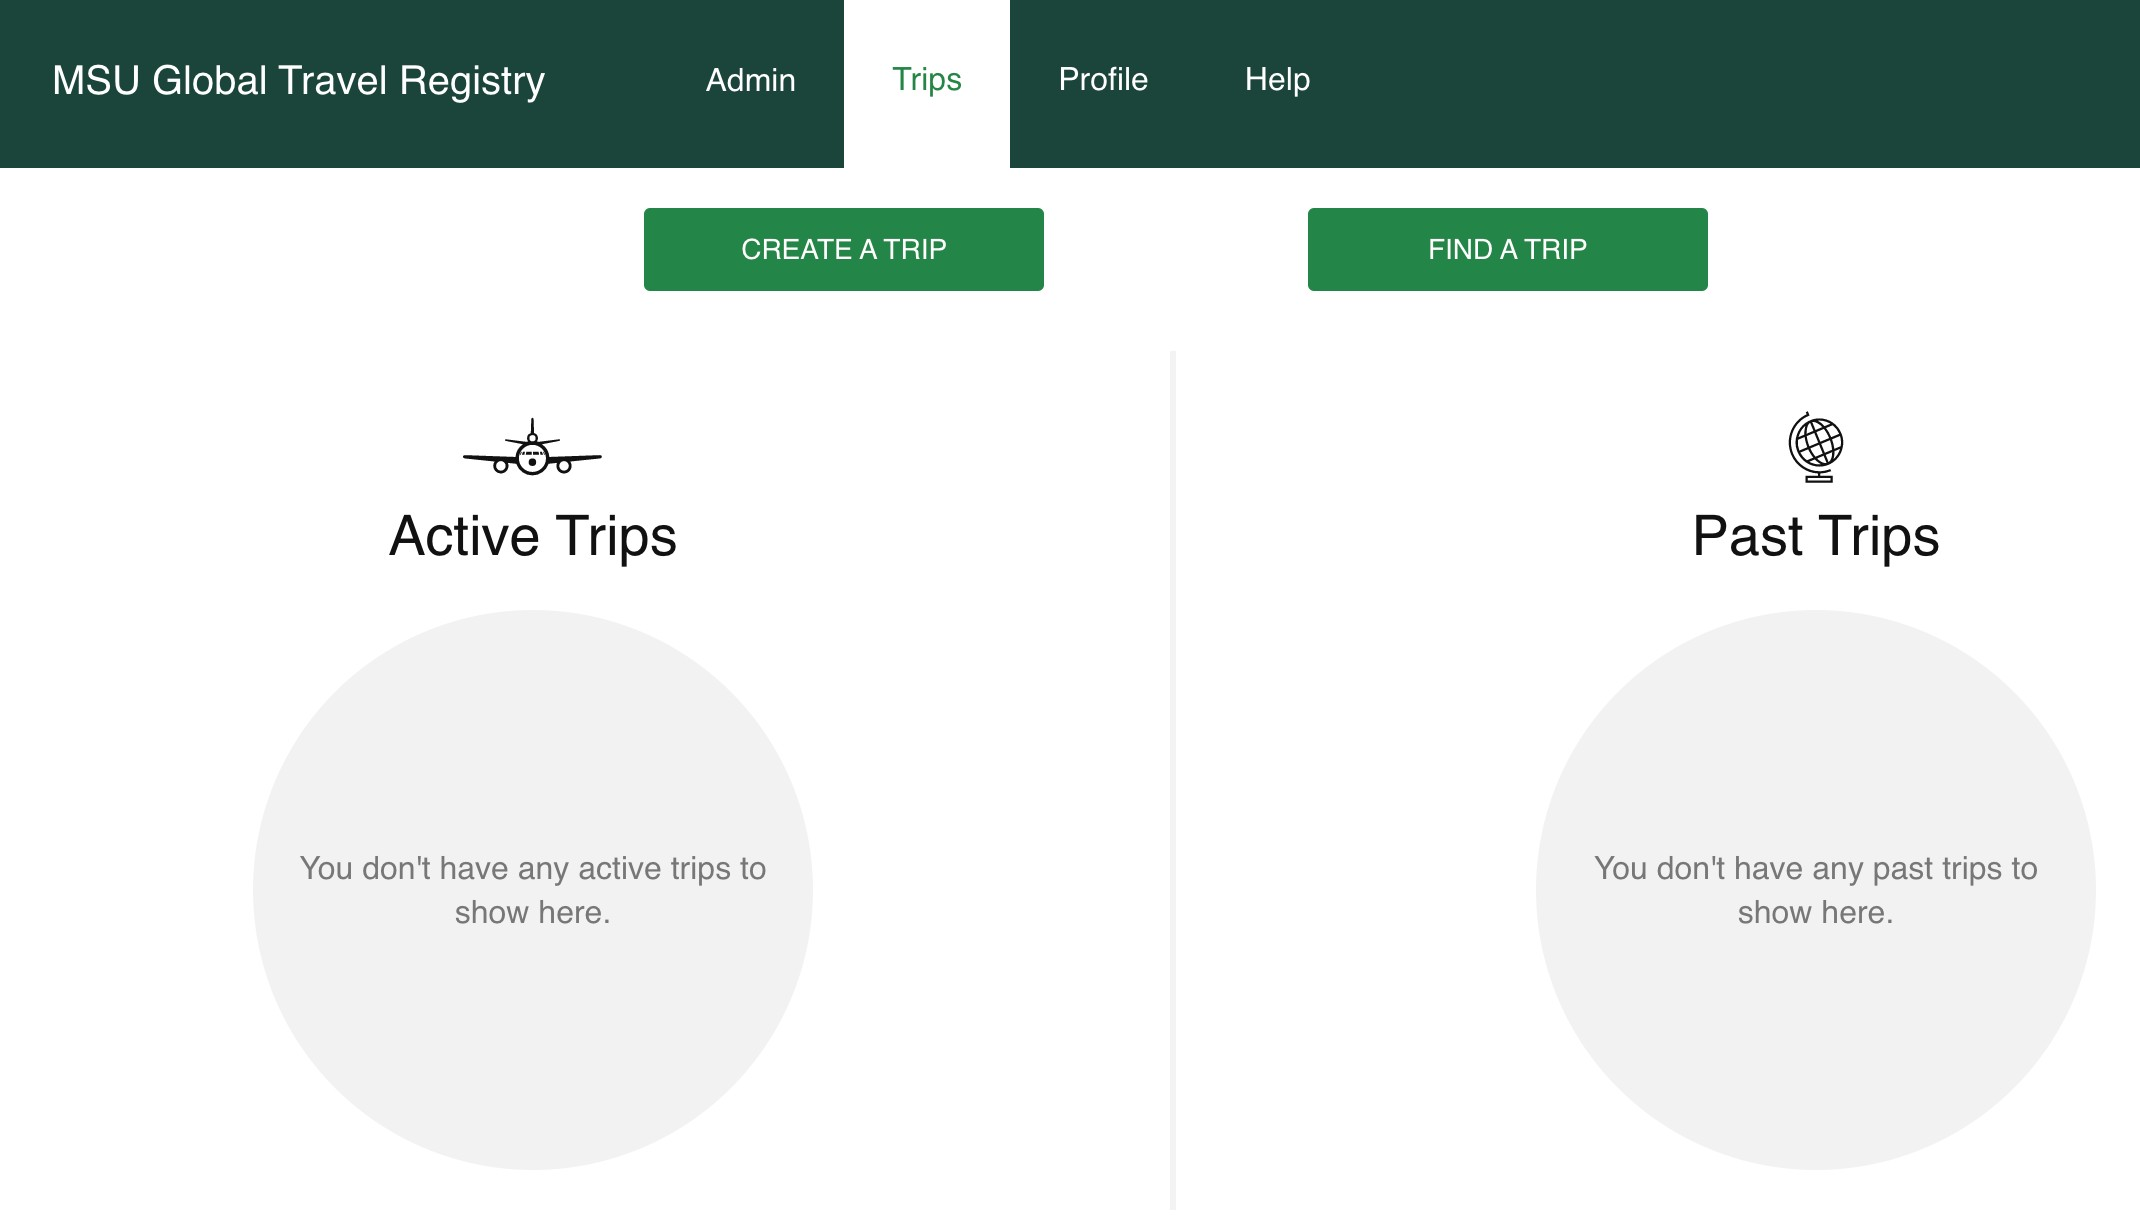 MSU Global Travel Registry
Admin
Trips
Profile
Help
CREATE A TRIP
FIND A TRIP
Active Trips
You don't have any active trips to
show here.
Past Trips
You don't have any past trips to
show here.